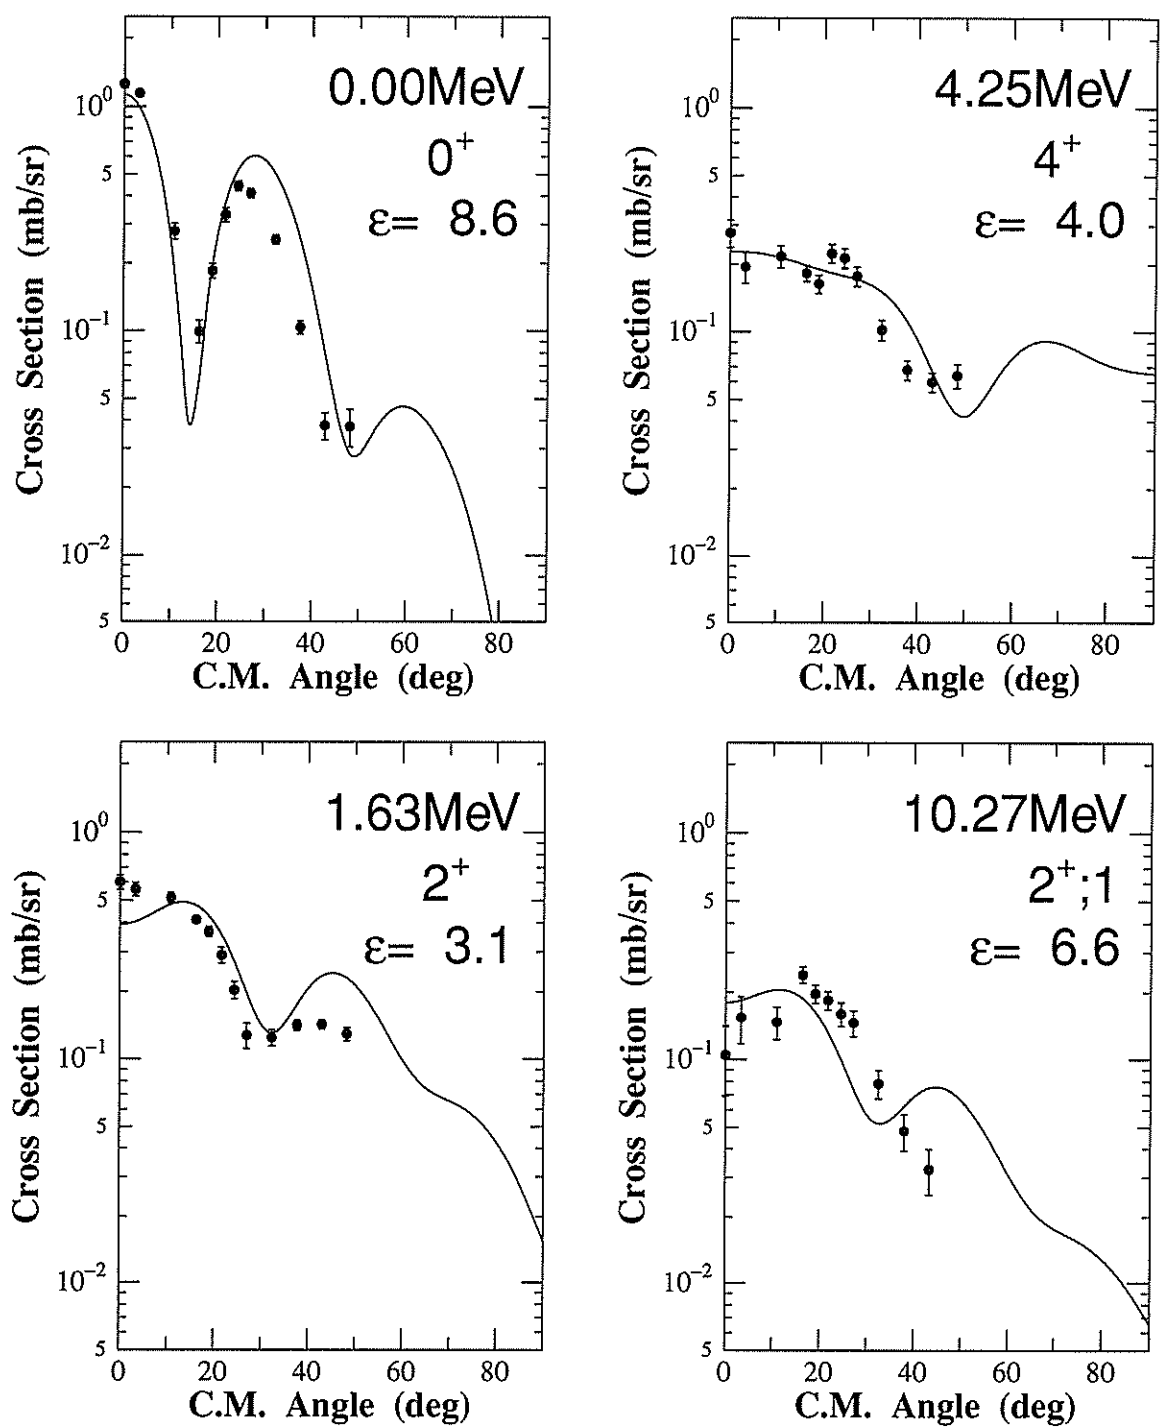 0.00MeV
0⁺
ε= 8.6
10⁰
5
10⁻¹
5
10⁻²
5
0 20 40 60 80
Cross Section (mb/sr)
C.M. Angle (deg)
4.25MeV
4⁺
ε= 4.0
10⁰
5
10⁻¹
5
10⁻²
5
0 20 40 60 80
Cross Section (mb/sr)
C.M. Angle (deg)
1.63MeV
2⁺
ε= 3.1
10⁰
5
10⁻¹
5
10⁻²
5
0 20 40 60 80
Cross Section (mb/sr)
C.M. Angle (deg)
10.27MeV
2⁺;1
ε= 6.6
10⁰
5
10⁻¹
5
10⁻²
5
0 20 40 60 80
Cross Section (mb/sr)
C.M. Angle (deg)